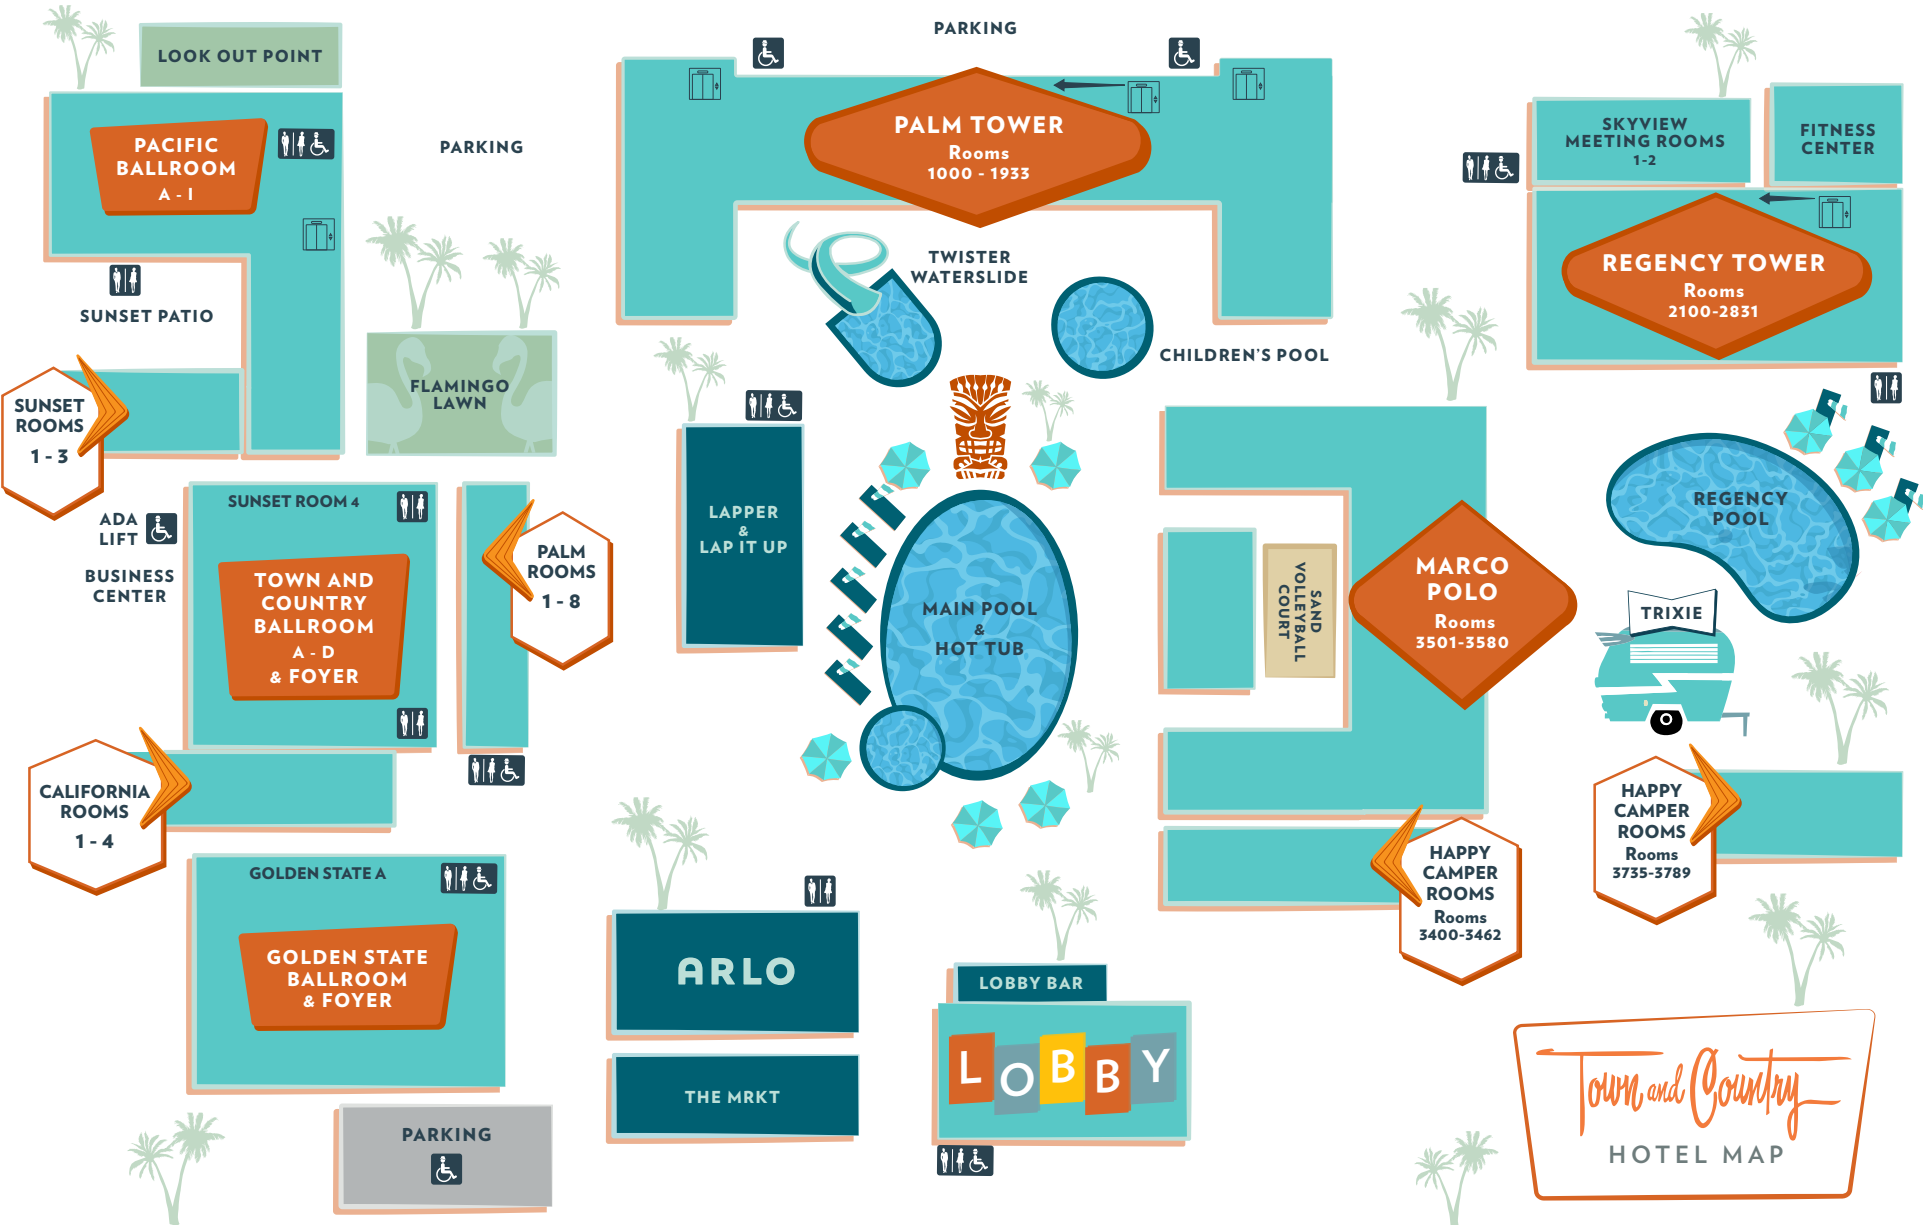 LOOK OUT POINT
PACIFIC
BALLROOM
A - I
SUNSET PATIO
SUNSET
ROOMS
1 - 3
PARKING
FLAMINGO
LAWN
PARKING
PALM TOWER
Rooms
1000 - 1933
TWISTER
WATERSLIDE
CHILDREN'S POOL
SKYVIEW
MEETING ROOMS
1-2
FITNESS
CENTER
REGENCY TOWER
Rooms
2100-2831
ADA
LIFT
BUSINESS
CENTER
SUNSET ROOM 4
TOWN AND
COUNTRY
BALLROOM
A - D
& FOYER
PALM
ROOMS
1 - 8
LAPPER
&
LAP IT UP
MAIN POOL
&
HOT TUB
SAND
VOLLEYBALL
COURT
MARCO
POLO
Rooms
3501-3580
REGENCY
POOL
TRIXIE
CALIFORNIA
ROOMS
1 - 4
HAPPY
CAMPER
ROOMS
Rooms
3400-3462
HAPPY
CAMPER
ROOMS
Rooms
3735-3789
GOLDEN STATE A
GOLDEN STATE
BALLROOM
& FOYER
PARKING
ARLO
THE MRKT
LOBBY BAR
LOBBY
Town and Country
HOTEL MAP